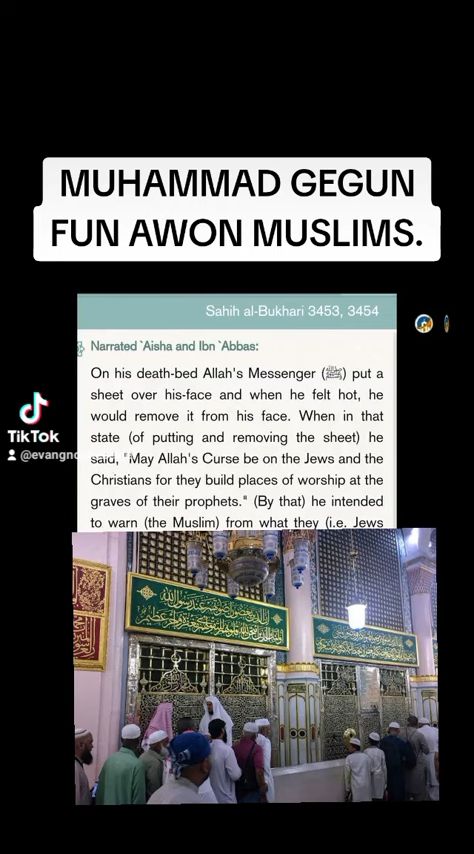 MUHAMMAD GEGUN
FUN AWON MUSLIMS.
Sahih al-Bukhari 3453, 3454
Narrated `Aisha and Ibn `Abbas:
On his death-bed Allah's Messenger (ﷺ) put a
sheet over his-face and when he felt hot, he
would remove it from his face. When in that
state (of putting and removing the sheet) he
said, "May Allah's Curse be on the Jews and the
Christians for they build places of worship at the
graves of their prophets." (By that) he intended
to warn (the Muslim) from what they (i.e. Jews
TikTok